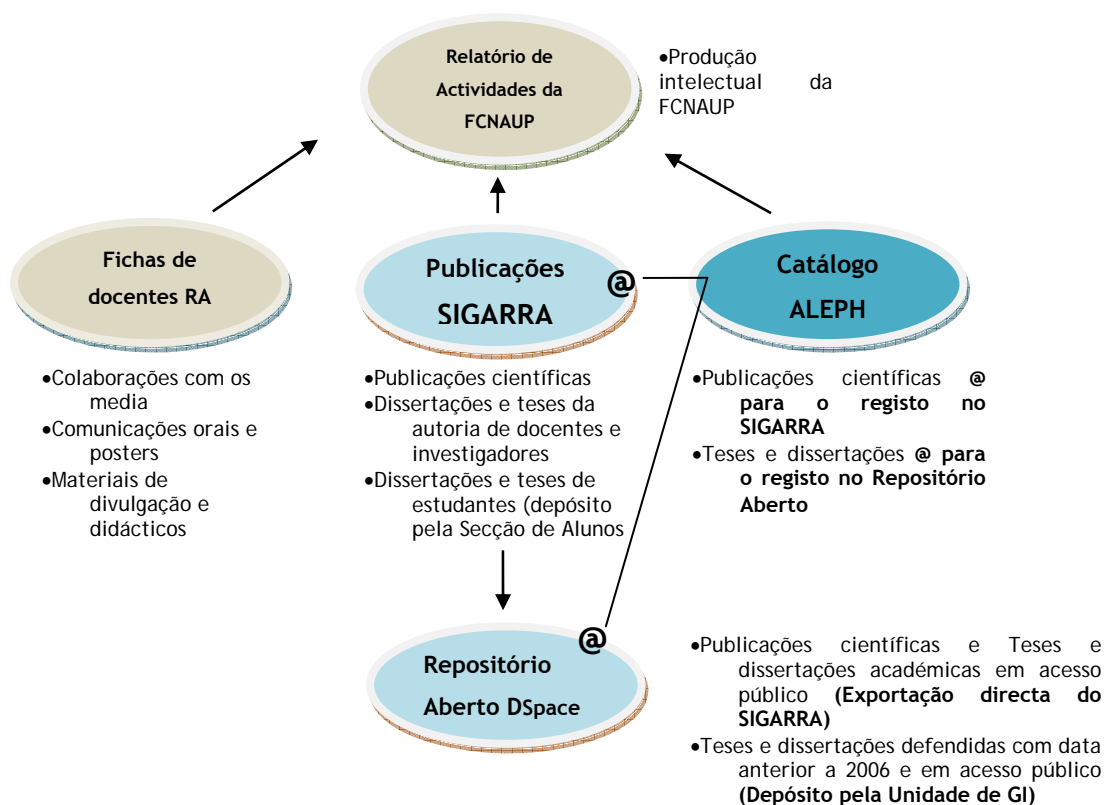 Relatório de
Actividades da
FCNAUP
•Produção
intelectual da
FCNAUP
Fichas de
docentes RA
Publicações
SIGARRA
@
Catálogo
ALEPH
•Colaborações com os
media
•Comunicações orais e
posters
•Materiais de
divulgação e
didácticos
•Publicações científicas
•Dissertações e teses da
autoria de docentes e
investigadores
•Dissertações e teses de
estudantes (depósito
pela Secção de Alunos
•Publicações científicas @
para o registo no
SIGARRA
•Teses e dissertações @ para
o registo no Repositório
Aberto
@
Repositório
Aberto DSpace
•Publicações científicas e Teses e
dissertações académicas em acesso
público (Exportação directa do
SIGARRA)
•Teses e dissertações defendidas com data
anterior a 2006 e em acesso público
(Depósito pela Unidade de GI)